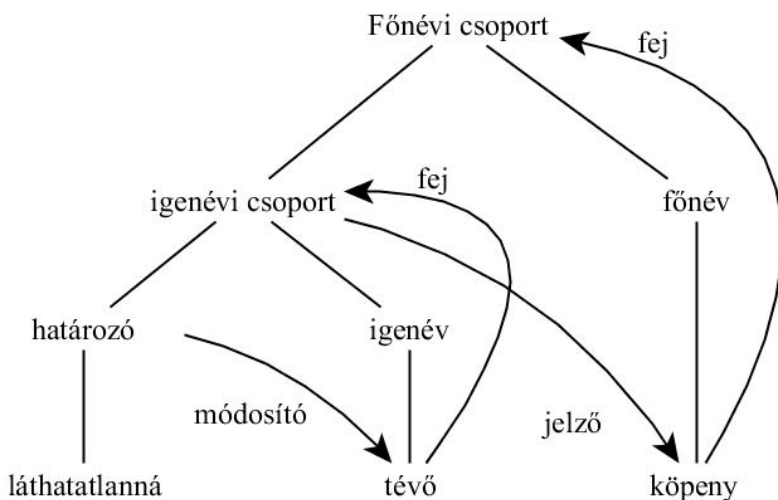 Főnévi csoport
fej
igenévi csoport
fej
főnév
határozó
igenév
módosító
jelző
láthatatlanná
tévő
köpeny